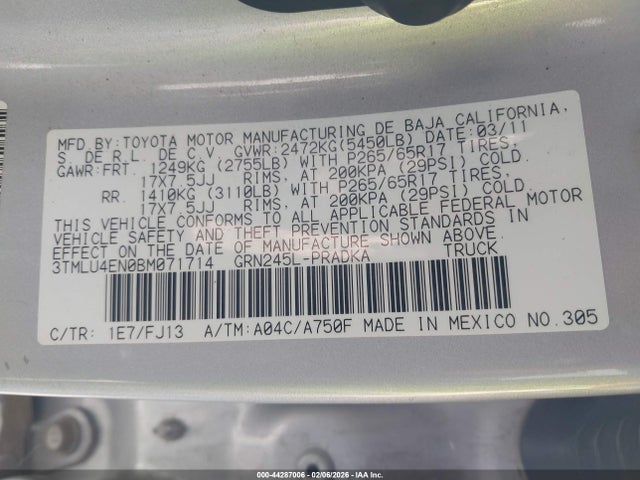 MFD.BY:TOYOTA MOTOR MANUFACTURING DE BAJA CALIFORNIA,
S. DE R.L. DE C.V. GVWR:2472KG(5450LB) DATE:03/11
GAWR:FRT. 1249KG (2755LB) WITH P265/65R17 TIRES,
17X7.5JJ RIMS, AT 200KPA (29PSI) COLD.
RR. 1410KG (3110LB) WITH P265/65R17 TIRES,
17X7.5JJ RIMS, AT 200KPA (29PSI) COLD.
THIS VEHICLE CONFORMS TO ALL APPLICABLE FEDERAL MOTOR
VEHICLE SAFETY AND THEFT PREVENTION STANDARDS IN
EFFECT ON THE DATE OF MANUFACTURE SHOWN ABOVE.
3TMLU4EN0BM071714 GRN245L-PRADKA TRUCK
C/TR: 1E7/FJ13 A/TM:A04C/A750F MADE IN MEXICO NO.305
000-44287006 - 02/06/2026 - IAA Inc.